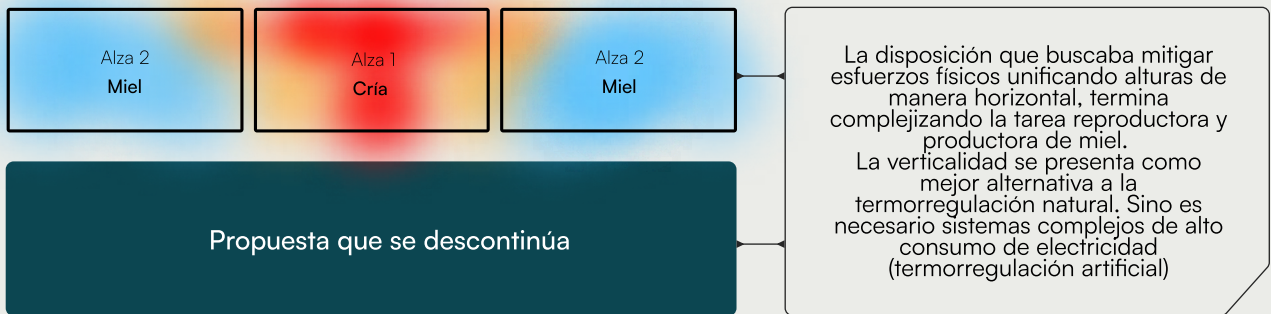 Alza 2
Miel
Alza 1
Cría
Alza 2
Miel
Propuesta que se descontinúa
La disposición que buscaba mitigar
esfuerzos físicos unificando alturas de
manera horizontal, termina
complejizando la tarea reproductora y
productora de miel.
La verticalidad se presenta como
mejor alternativa a la
termorregulación natural. Sino es
necesario sistemas complejos de alto
consumo de electricidad
(termorregulación artificial)